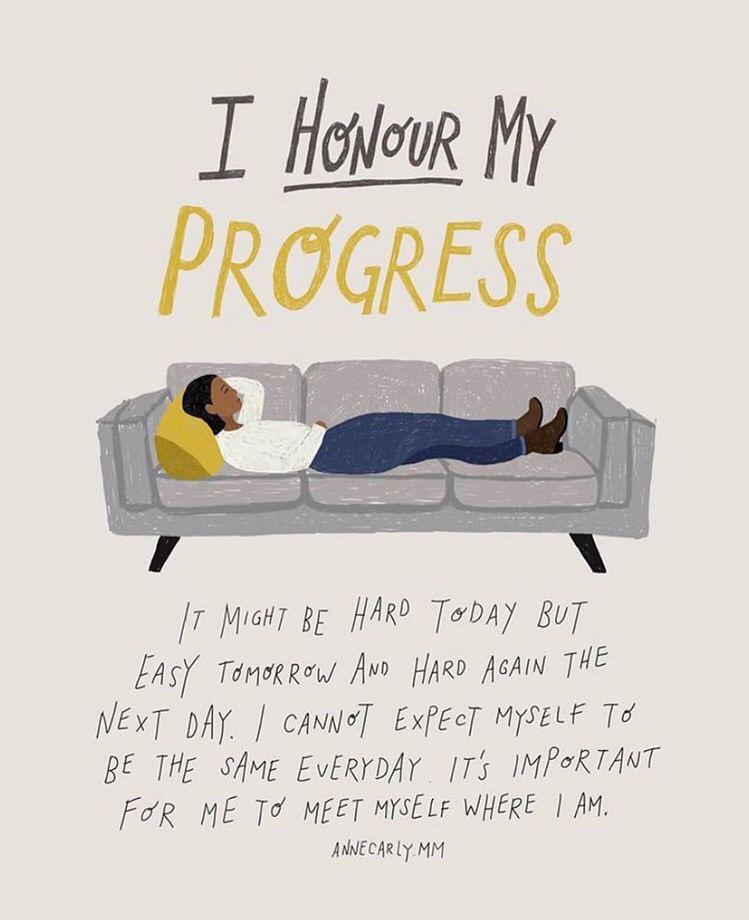 I HONOUR MY
PROGRESS
IT MIGHT BE HARD TODAY BUT
EASY TOMORROW AND HARD AGAIN THE
NEXT DAY. I CANNOT EXPECT MYSELF TO
BE THE SAME EVERYDAY. IT'S IMPORTANT
FOR ME TO MEET MYSELF WHERE I AM.
ANNECARLY.MM